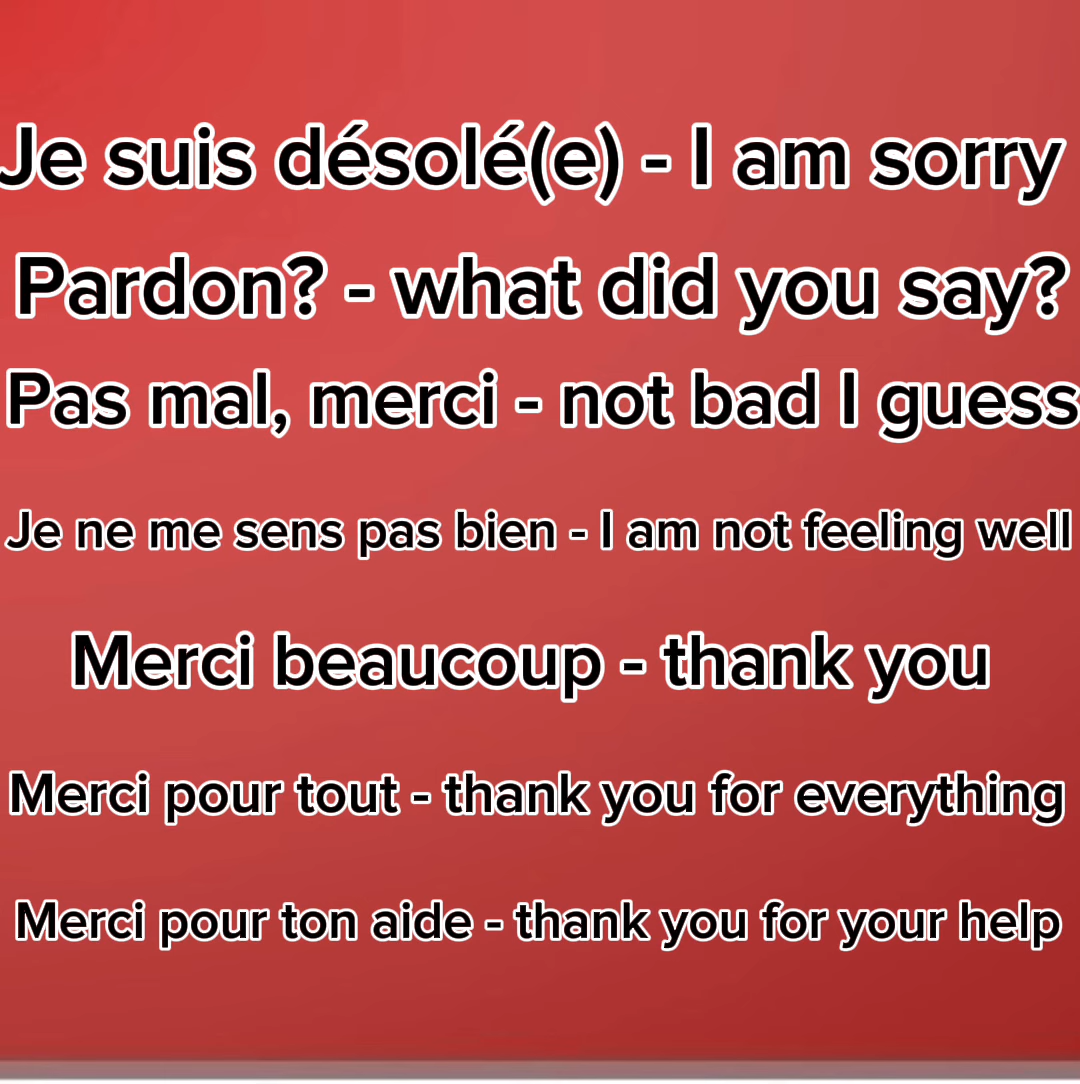 Je suis désolé(e) - I am sorry
Pardon? - what did you say?
Pas mal, merci - not bad I guess
Je ne me sens pas bien - I am not feeling well
Merci beaucoup - thank you
Merci pour tout - thank you for everything
Merci pour ton aide - thank you for your help